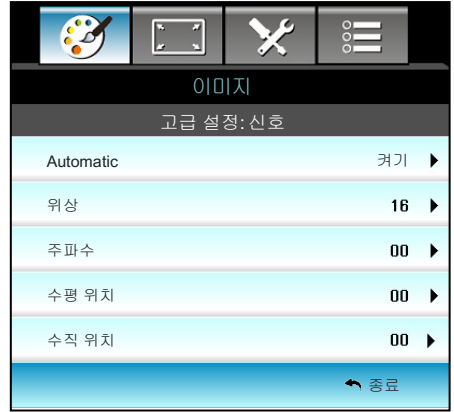 이미지
고급 설정: 신호
Automatic 켜기
위상 16
주파수 00
수평 위치 00
수직 위치 00
종료